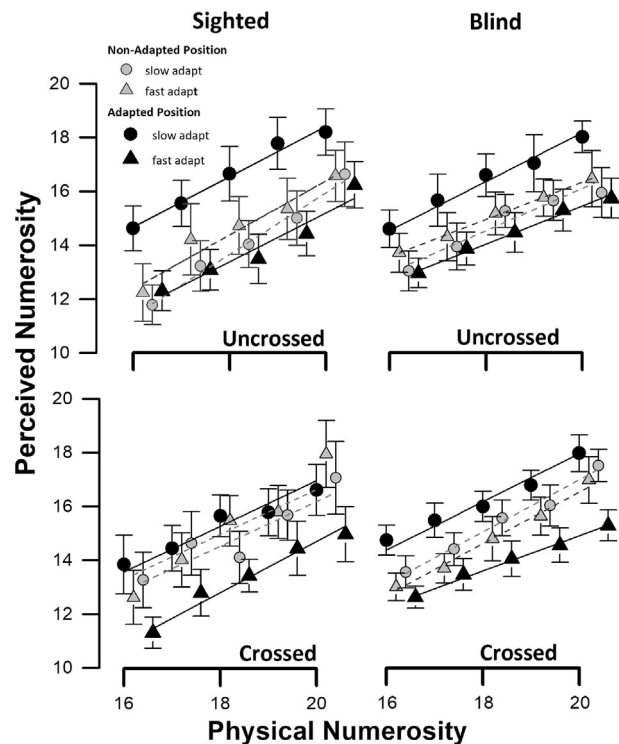 Sighted
Blind
Non-Adapted Position
slow adapt
fast adapt
Adapted Position
slow adapt
fast adapt
20
18
16
14
12
10
Uncrossed
Uncrossed
Perceived Numerosity
20
18
16
14
12
10
Crossed
Crossed
16 18 20 16 18 20
Physical Numerosity